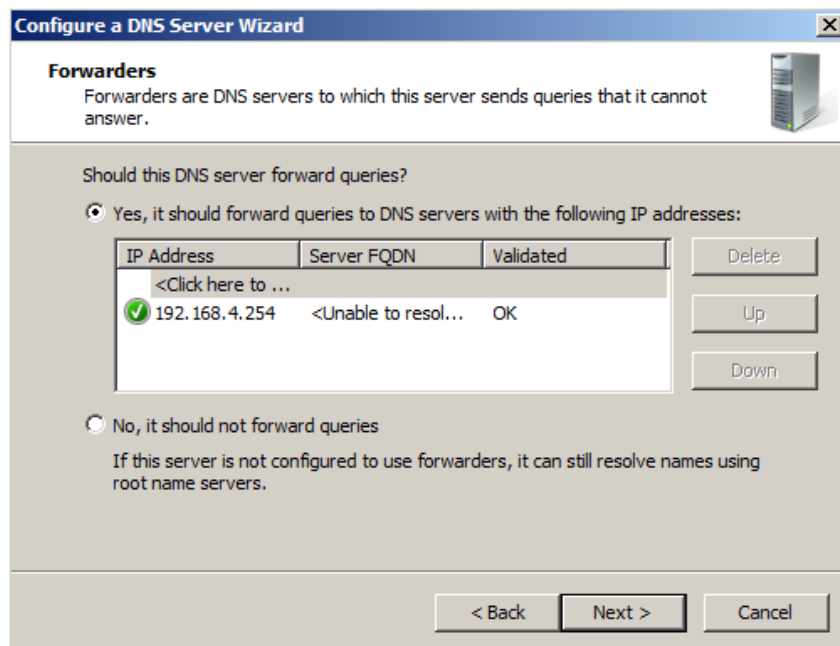 Configure a DNS Server Wizard
Forwarders
Forwarders are DNS servers to which this server sends queries that it cannot
answer.
Should this DNS server forward queries?
Yes, it should forward queries to DNS servers with the following IP addresses:
IP Address Server FQDN Validated
<Click here to ...
192.168.4.254 <Unable to resol... OK
Delete
Up
Down
No, it should not forward queries
If this server is not configured to use forwarders, it can still resolve names using
root name servers.
< Back Next > Cancel